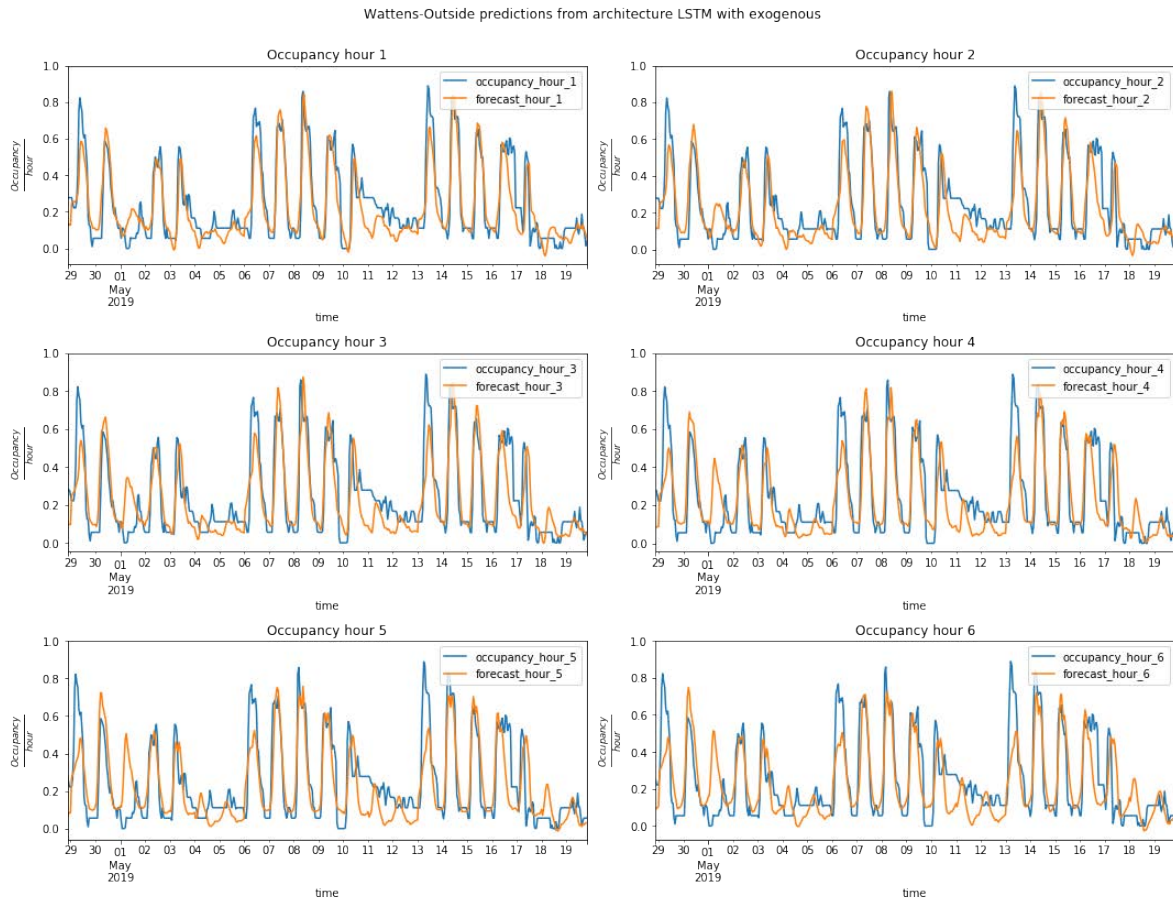 Wattens-Outside predictions from architecture LSTM with exogenous
Occupancy hour 1
occupancy_hour_1
forecast_hour_1
Occupancy
hour
1.0
0.8
0.6
0.4
0.2
0.0
29 30 01 02 03 04 05 06 07 08 09 10 11 12 13 14 15 16 17 18 19
May
2019
time
Occupancy hour 2
occupancy_hour_2
forecast_hour_2
Occupancy
hour
1.0
0.8
0.6
0.4
0.2
0.0
29 30 01 02 03 04 05 06 07 08 09 10 11 12 13 14 15 16 17 18 19
May
2019
time
Occupancy hour 3
occupancy_hour_3
forecast_hour_3
Occupancy
hour
1.0
0.8
0.6
0.4
0.2
0.0
29 30 01 02 03 04 05 06 07 08 09 10 11 12 13 14 15 16 17 18 19
May
2019
time
Occupancy hour 4
occupancy_hour_4
forecast_hour_4
Occupancy
hour
1.0
0.8
0.6
0.4
0.2
0.0
29 30 01 02 03 04 05 06 07 08 09 10 11 12 13 14 15 16 17 18 19
May
2019
time
Occupancy hour 5
occupancy_hour_5
forecast_hour_5
Occupancy
hour
1.0
0.8
0.6
0.4
0.2
0.0
29 30 01 02 03 04 05 06 07 08 09 10 11 12 13 14 15 16 17 18 19
May
2019
time
Occupancy hour 6
occupancy_hour_6
forecast_hour_6
Occupancy
hour
1.0
0.8
0.6
0.4
0.2
0.0
29 30 01 02 03 04 05 06 07 08 09 10 11 12 13 14 15 16 17 18 19
May
2019
time